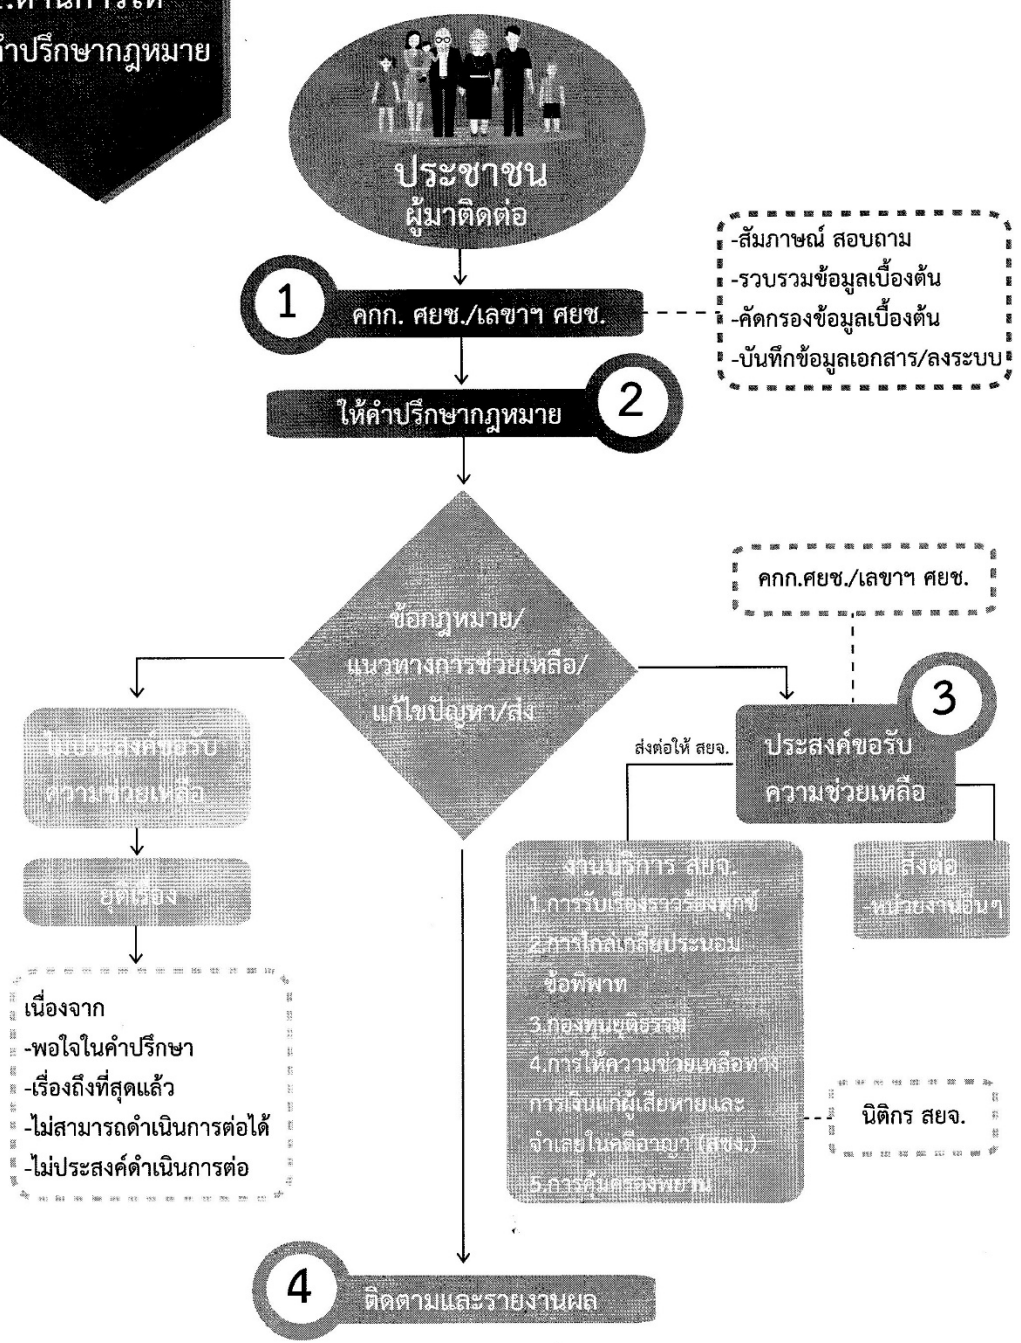 คำปรึกษากฎหมาย
ประชาชน
ผู้มาติดต่อ
1
คกก. ศยช./เลขาฯ ศยช.
-สัมภาษณ์ สอบถาม
-รวบรวมข้อมูลเบื้องต้น
-คัดกรองข้อมูลเบื้องต้น
-บันทึกข้อมูลเอกสาร/ลงระบบ
ให้คำปรึกษากฎหมาย
2
ข้อกฎหมาย/
แนวทางการช่วยเหลือ/
แก้ไขปัญหา/ส่ง
คกก.ศยช./เลขาฯ ศยช.
3
ประสงค์ขอรับ
ความช่วยเหลือ
ส่งต่อให้ สยจ.
ไม่ประสงค์ขอรับ
ความช่วยเหลือ
ยุติเรื่อง
เนื่องจาก
-พอใจในคำปรึกษา
-เรื่องถึงที่สุดแล้ว
-ไม่สามารถดำเนินการต่อได้
-ไม่ประสงค์ดำเนินการต่อ
งานบริการ สยจ.
1.การรับเรื่องราวร้องทุกข์
2.การไกล่เกลี่ยประนอม
ข้อพิพาท
3.กองทุนยุติธรรม
4.การให้ความช่วยเหลือทาง
การเงินแก่ผู้เสียหายและ
จำเลยในคดีอาญา (สชง.)
5.การคุ้มครองพยาน
ส่งต่อ
-หน่วยงานอื่นๆ
นิติกร สยจ.
4
ติดตามและรายงานผล